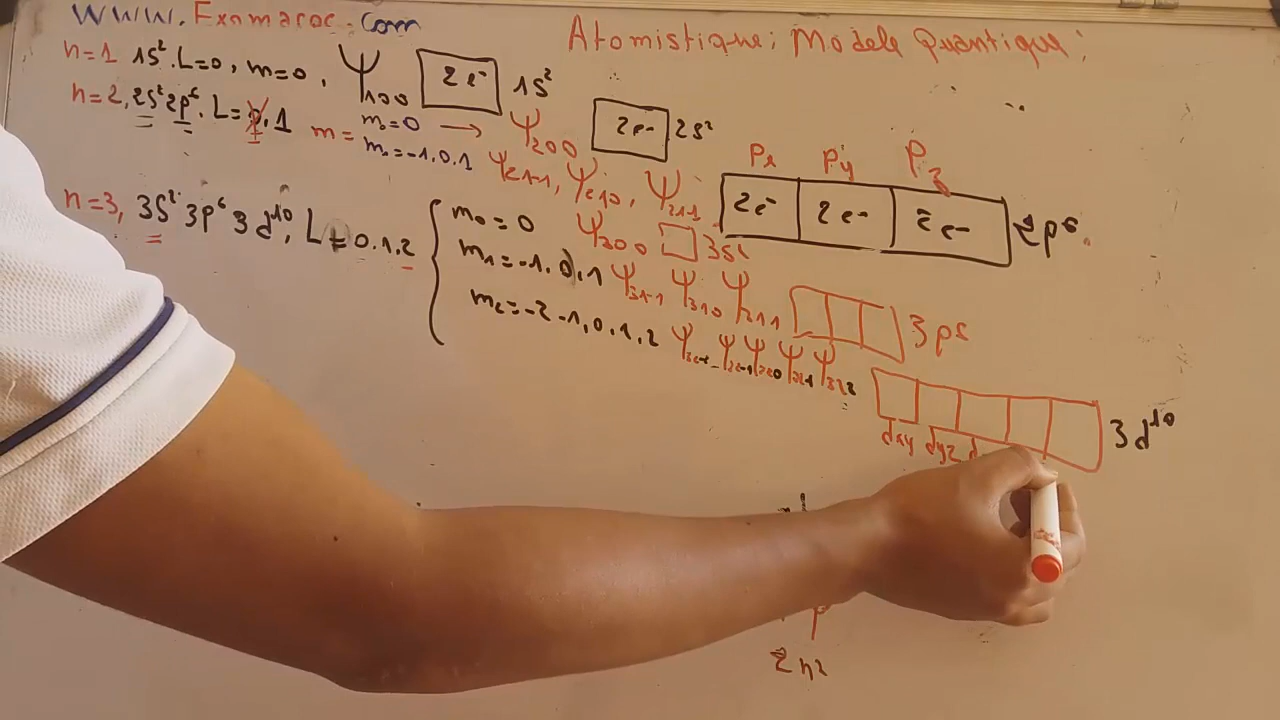 WWW.Exomaroc.com
Atomistique; Modele Quantique;
n=1 1S². L=0, m=0, Ψ100 2e- 1S²
n=2, 2S² 2p⁶. L=0.1
m= m₀=0 → Ψ200 2e- 2S²
m₁=-1.0.1 Ψ21-1, Ψ210, Ψ211
Px Py Pz
2e- 2e- 2e- 2p⁶.
n=3, 3S² 3p⁶ 3d¹⁰, L=0.1.2
m₀=0 Ψ300 3s²
m₁=-1.0,1 Ψ31-1 Ψ310 Ψ311 3p⁶
m₂=-2-1,0.1.2 Ψ32-2 Ψ32-1 Ψ320 Ψ321 Ψ322
3d¹⁰
dxy dyz d
2n²